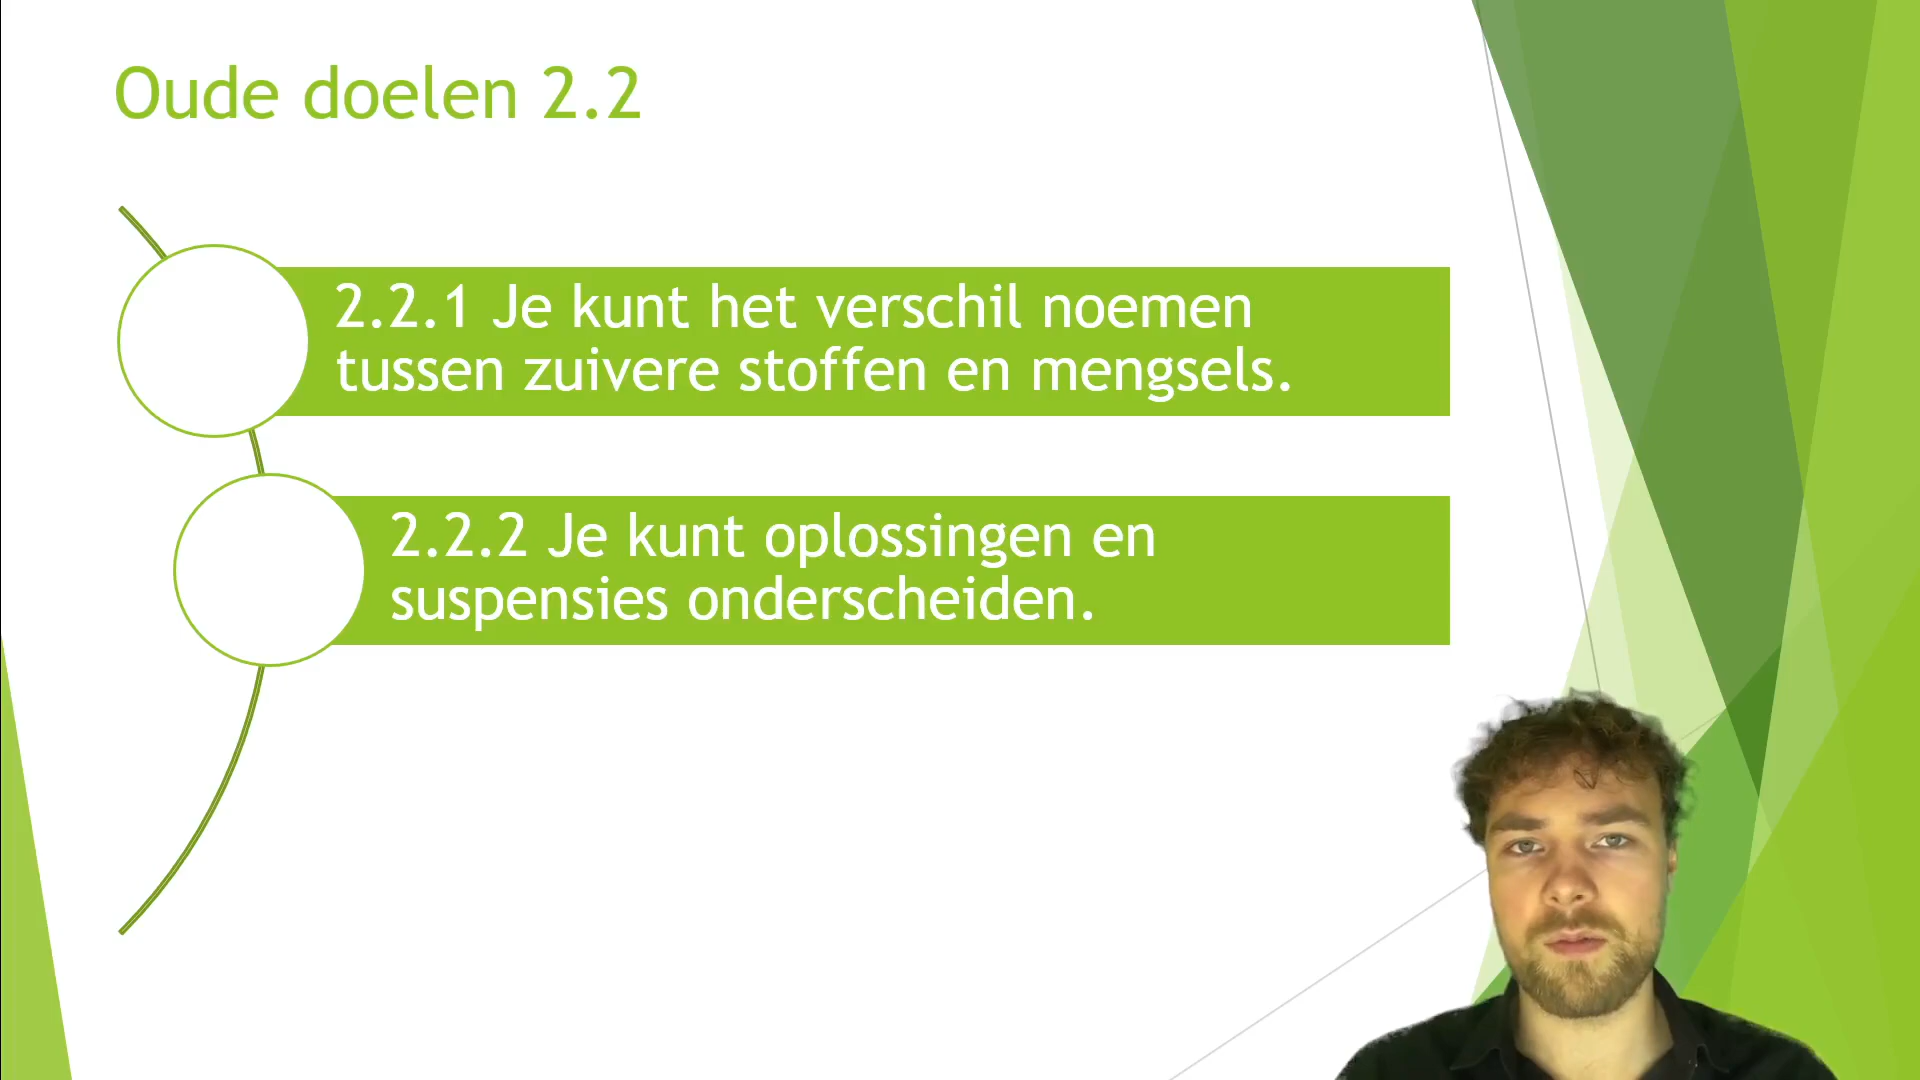 Oude doelen 2.2
2.2.1 Je kunt het verschil noemen
tussen zuivere stoffen en mengsels.
2.2.2 Je kunt oplossingen en
suspensies onderscheiden.